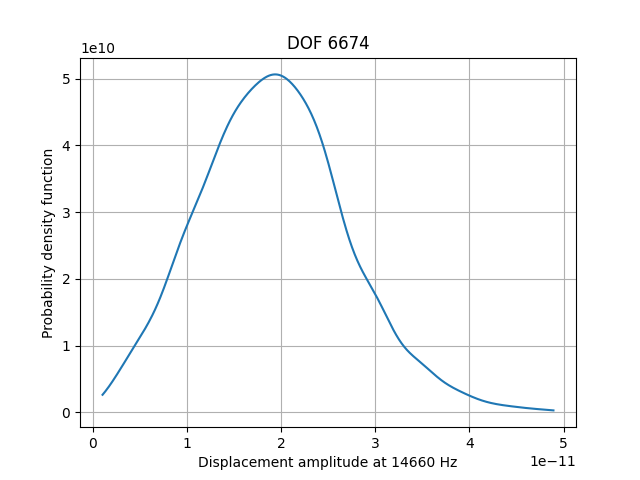 DOF 6674
1e10
5
4
3
2
1
0
Probability density function
0 1 2 3 4 5
Displacement amplitude at 14660 Hz
1e−11